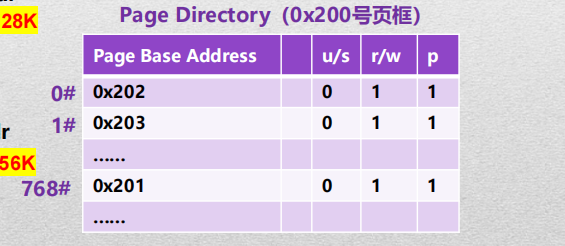 28K
Page Directory (0x200号页框)
Page Base Address u/s r/w p
0# 0x202 0 1 1
1# 0x203 0 1 1
……
56K
768# 0x201 0 1 1
……